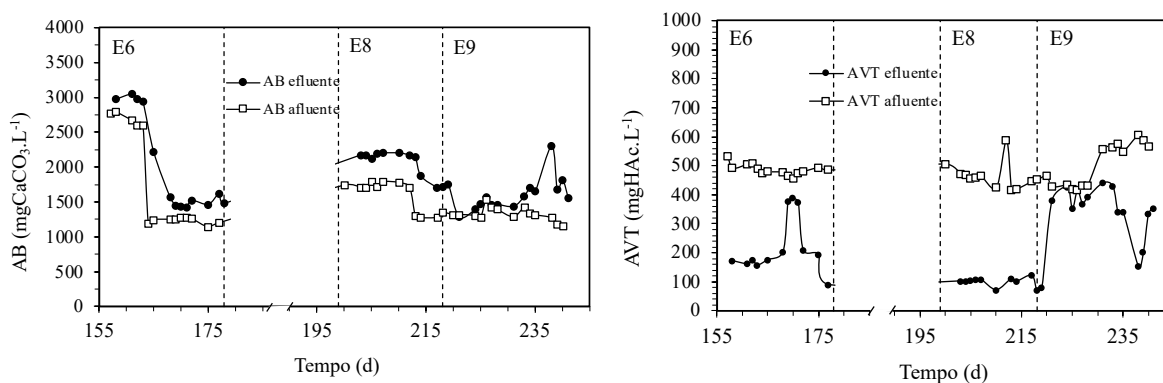 4000
3500
3000
2500
2000
1500
1000
500
0
AB (mgCaCO₃.L⁻¹)
E6
E8
E9
AB efluente
AB afluente
155 175 195 215 235
Tempo (d)
1000
900
800
700
600
500
400
300
200
100
0
AVT (mgHAc.L⁻¹)
E6
E8
E9
AVT efluente
AVT afluente
155 175 195 215 235
Tempo (d)